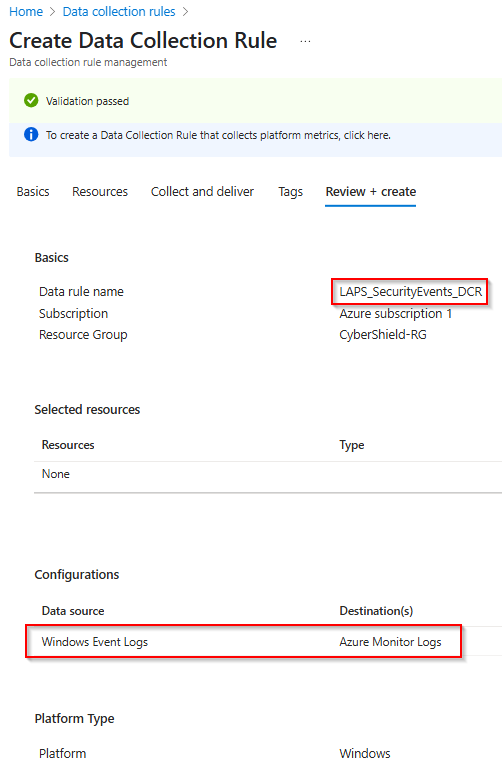 Home > Data collection rules >
Create Data Collection Rule ...
Data collection rule management
Validation passed
To create a Data Collection Rule that collects platform metrics, click here.
Basics Resources Collect and deliver Tags Review + create
Basics
Data rule name LAPS_SecurityEvents_DCR
Subscription Azure subscription 1
Resource Group CyberShield-RG
Selected resources
Resources Type
None
Configurations
Data source Destination(s)
Windows Event Logs Azure Monitor Logs
Platform Type
Platform Windows